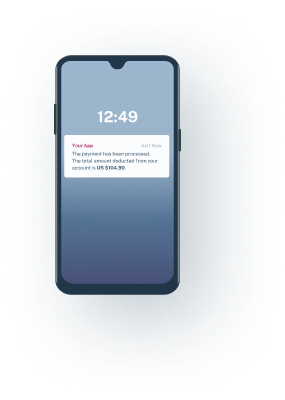 12:49
Your App Just Now
The payment has been processed.
The total amount deducted from your
account is US $104.90.